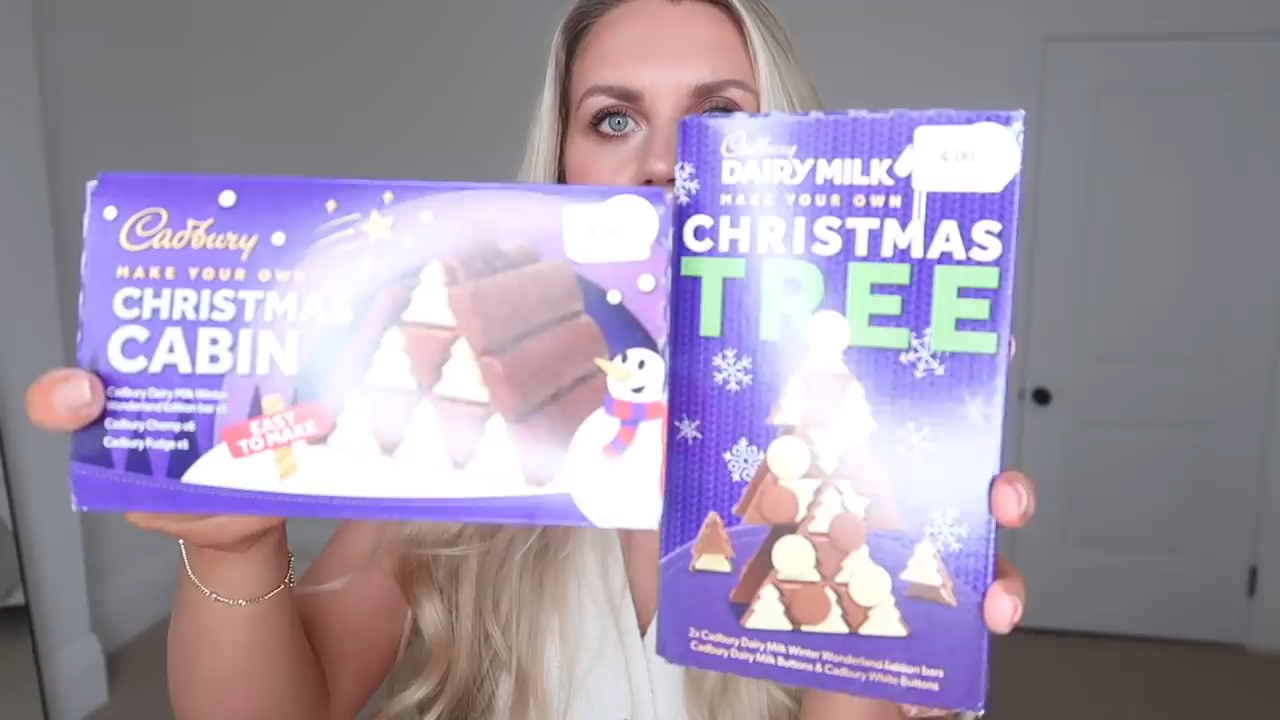 Cadbury
MAKE YOUR OWN
CHRISTMAS
CABIN
Cadbury Dairy Milk Winter
Wonderland Edition bar x1
Cadbury Chomp x6
Cadbury Fudge x1
EASY
TO MAKE
Cadbury
DAIRY MILK
MAKE YOUR OWN
CHRISTMAS
TREE
4.00
2x Cadbury Dairy Milk Winter Wonderland Edition bars
Cadbury Dairy Milk Buttons & Cadbury White Buttons